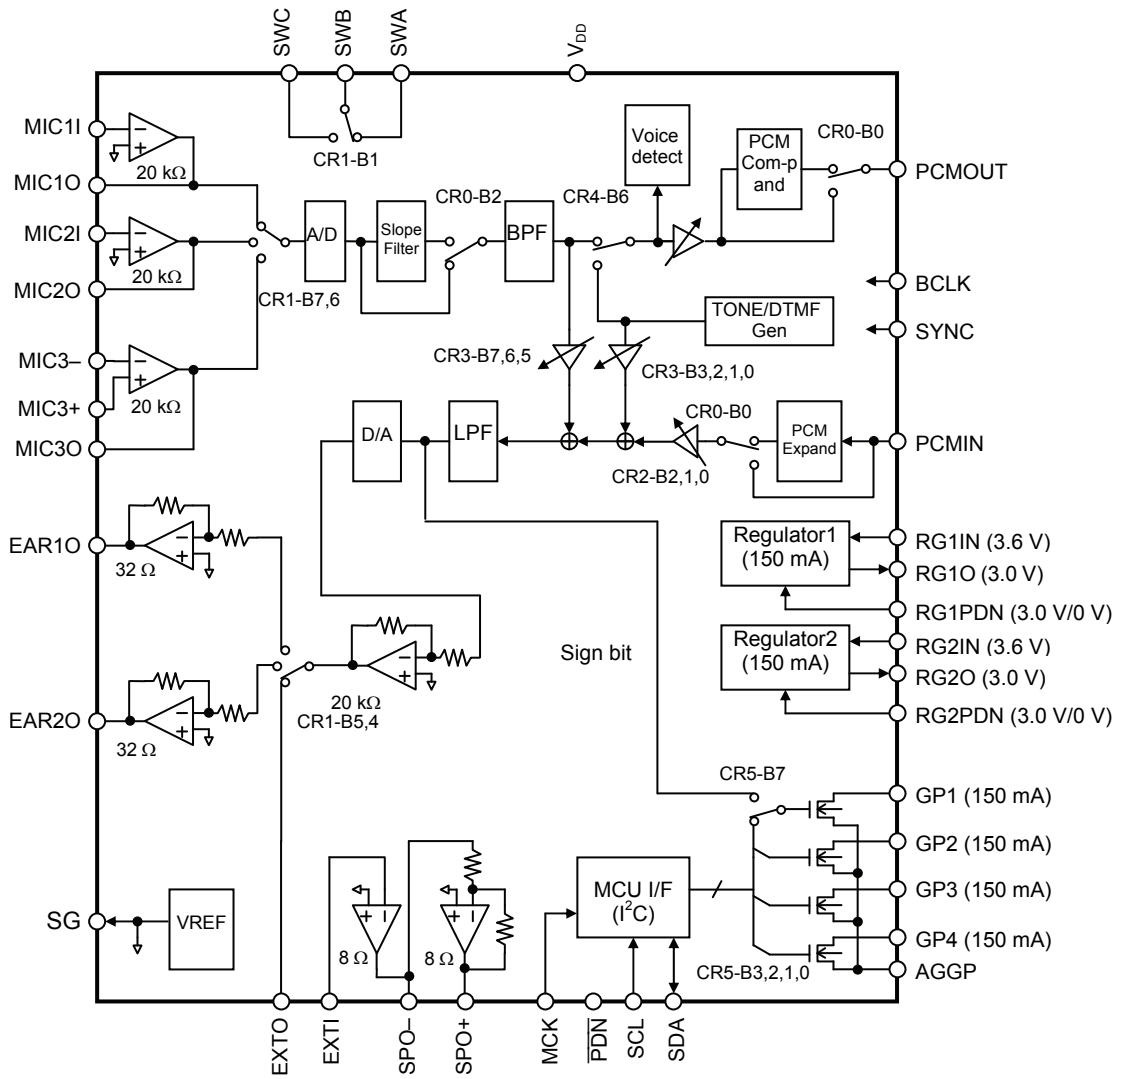 SWC
SWB
SWA
VDD
MIC1I
–
+
20 kΩ
MIC1O
CR1-B1
Voice
detect
PCM
Com-p
and
CR0-B0
PCMOUT
MIC2I
–
+
20 kΩ
MIC2O
A/D
CR1-B7,6
Slope
Filter
CR0-B2
BPF
CR4-B6
BCLK
SYNC
TONE/DTMF
Gen
MIC3–
MIC3+
–
+
20 kΩ
MIC3O
CR3-B7,6,5
CR3-B3,2,1,0
D/A
LPF
CR0-B0
CR2-B2,1,0
PCM
Expand
PCMIN
EAR1O
–
+
32 Ω
Regulator1
(150 mA)
RG1IN (3.6 V)
RG1O (3.0 V)
RG1PDN (3.0 V/0 V)
Regulator2
(150 mA)
RG2IN (3.6 V)
RG2O (3.0 V)
RG2PDN (3.0 V/0 V)
Sign bit
–
+
20 kΩ
CR1-B5,4
EAR2O
–
+
32 Ω
CR5-B7
GP1 (150 mA)
GP2 (150 mA)
GP3 (150 mA)
GP4 (150 mA)
AGGP
MCU I/F
(I²C)
CR5-B3,2,1,0
SG
VREF
+ –
8 Ω
+ –
8 Ω
EXTO
EXTI
SPO–
SPO+
MCK
PDN
SCL
SDA